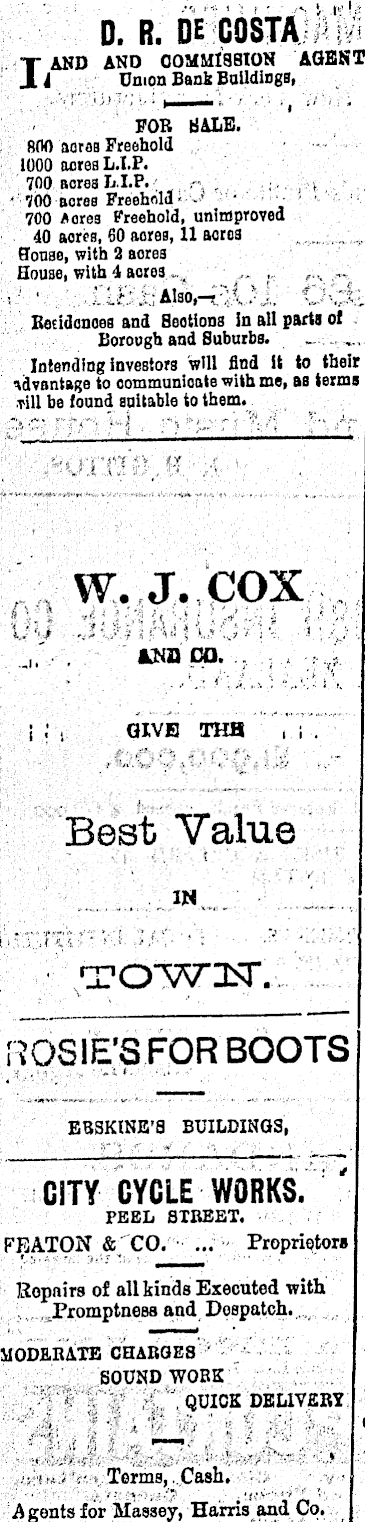 D. R. DE COSTA
LAND AND COMMISSION AGENT
Union Bank Buildings,
FOR SALE.
800 acres Freehold
1000 acres L.I.P.
700 acres L.I.P.
700 acres Freehold
700 Acres Freehold, unimproved
40 acres, 60 acres, 11 acres
House, with 2 acres
House, with 4 acres
Also,—
Residences and Sections in all parts of
Borough and Suburbs.
Intending investors will find it to their
advantage to communicate with me, as terms
will be found suitable to them.
W. J. COX
AND CO.
GIVE THE
Best Value
IN
TOWN.
ROSIE'S FOR BOOTS
ERSKINE'S BUILDINGS,
CITY CYCLE WORKS.
PEEL STREET.
FEATON & CO. ... Proprietors
Repairs of all kinds Executed with
Promptness and Despatch.
MODERATE CHARGES
SOUND WORK
QUICK DELIVERY
Terms, Cash.
Agents for Massey, Harris and Co.